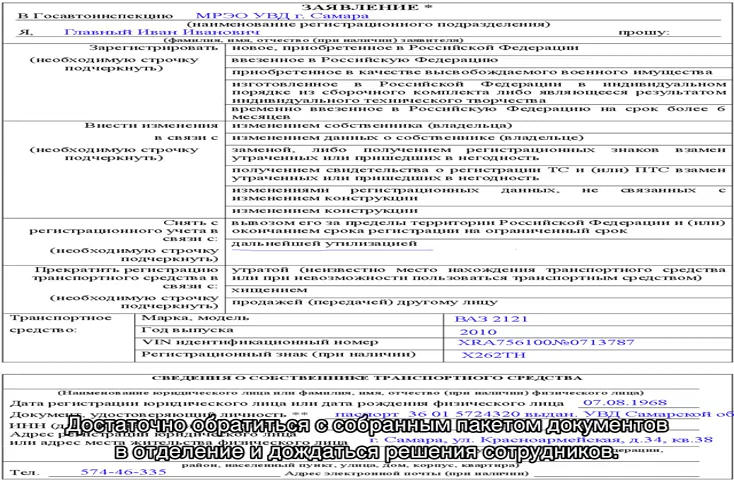 ЗАЯВЛЕНИЕ *
В Госавтоинспекцию МРЭО УВД г. Самара
(наименование регистрационного подразделения)
Я, Главный Иван Иванович прошу:
(фамилия, имя, отчество (при наличии) заявителя)
Зарегистрировать
(необходимую строчку
подчеркнуть)
новое, приобретенное в Российской Федерации
ввезенное в Российскую Федерацию
приобретенное в качестве высвобождаемого военного имущества
изготовленное в Российской Федерации в индивидуальном
порядке из сборочного комплекта либо являющееся результатом
индивидуального технического творчества
временно ввезенное в Российскую Федерацию на срок более 6
месяцев
Внести изменения
в связи с
(необходимую строчку
подчеркнуть)
изменением собственника (владельца)
изменением данных о собственнике (владельце)
заменой, либо получением регистрационных знаков взамен
утраченных или пришедших в негодность
получением свидетельства о регистрации ТС и (или) ПТС взамен
утраченных или пришедших в негодность
изменениями регистрационных данных, не связанных с
изменением конструкции
изменением конструкции
Снять с
регистрационного учета в
связи с:
(необходимую строчку
подчеркнуть)
вывозом его за пределы территории Российской Федерации и (или)
окончанием срока регистрации на ограниченный срок
дальнейшей утилизацией
Прекратить регистрацию
транспортного средства в
связи с:
(необходимую строчку
подчеркнуть)
утратой (неизвестно место нахождения транспортного средства
или при невозможности пользоваться транспортным средством)
хищением
продажей (передачей) другому лицу
Транспортное
средство:
Марка, модель ВАЗ 2121
Год выпуска 2010
VIN идентификационный номер XRA756100№0713787
Регистрационный знак (при наличии) Х262ТН
СВЕДЕНИЯ О СОБСТВЕННИКЕ ТРАНСПОРТНОГО СРЕДСТВА
(Наименование юридического лица или фамилия, имя, отчество (при наличии) физического лица)
Дата регистрации юридического лица или дата рождения физического лица 07.08.1968
Документ, удостоверяющий личность ** паспорт 36 01 5724320 выдан. УВД Самарской об
ИНН
Адрес регистрации юридического лица
или адрес места жительства физического лица г. Самара, ул. Красноармейская, д.34, кв.38
Достаточно обратиться с собранным пакетом документов
в отделение и дождаться решения сотрудников.
район, населенный пункт, улица, дом, корпус, квартира)
Тел. 574-46-335 Адрес электронной почты (при наличии)